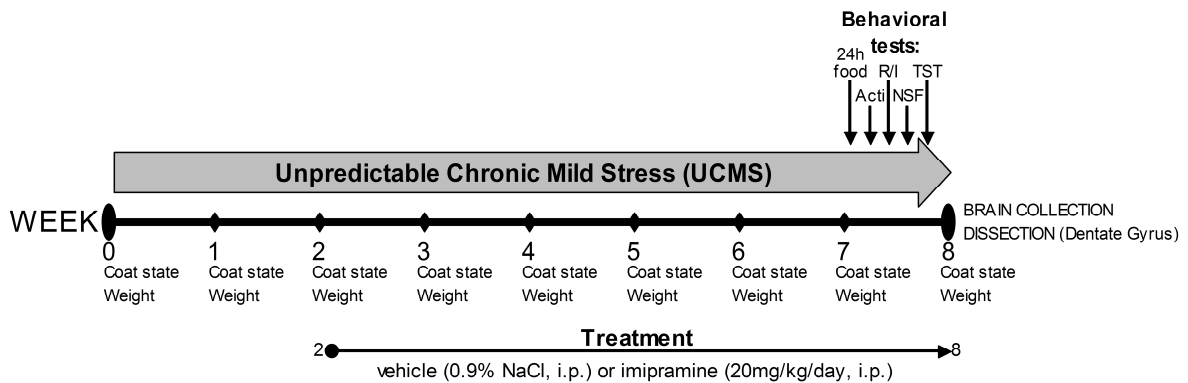 Behavioral
tests:
24h
food R/I TST
Acti NSF
Unpredictable Chronic Mild Stress (UCMS)
WEEK
BRAIN COLLECTION
DISSECTION (Dentate Gyrus)
0 1 2 3 4 5 6 7 8
Coat state Coat state Coat state Coat state Coat state Coat state Coat state Coat state Coat state
Weight Weight Weight Weight Weight Weight Weight Weight Weight
Treatment
2 8
vehicle (0.9% NaCl, i.p.) or imipramine (20mg/kg/day, i.p.)